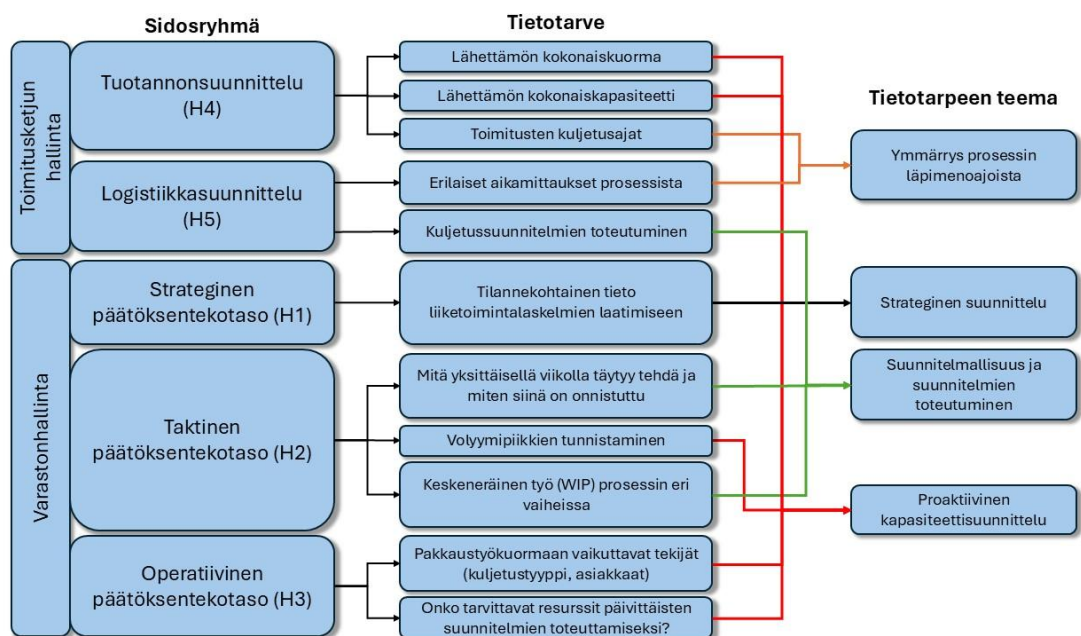 Sidosryhmä
Tietotarve
Tietotarpeen teema
Toimitusketjun
hallinta
Tuotannonsuunnittelu
(H4)
Logistiikkasuunnittelu
(H5)
Varastonhallinta
Strateginen
päätöksentekotaso (H1)
Taktinen
päätöksentekotaso (H2)
Operatiivinen
päätöksentekotaso (H3)
Lähettämön kokonaiskuorma
Lähettämön kokonaiskapasiteetti
Toimitusten kuljetusajat
Erilaiset aikamittaukset prosessista
Kuljetussuunnitelmien toteutuminen
Tilannekohtainen tieto
liiketoimintalaskelmien laatimiseen
Mitä yksittäisellä viikolla täytyy tehdä ja
miten siinä on onnistuttu
Volyymipiikkien tunnistaminen
Keskeneräinen työ (WIP) prosessin eri
vaiheissa
Pakkaustyökuormaan vaikuttavat tekijät
(kuljetustyyppi, asiakkaat)
Onko tarvittavat resurssit päivittäisten
suunnitelmien toteuttamiseksi?
Ymmärrys prosessin
läpimenoajoista
Strateginen suunnittelu
Suunnitelmallisuus ja
suunnitelmien
toteutuminen
Proaktiivinen
kapasiteettisuunnittelu